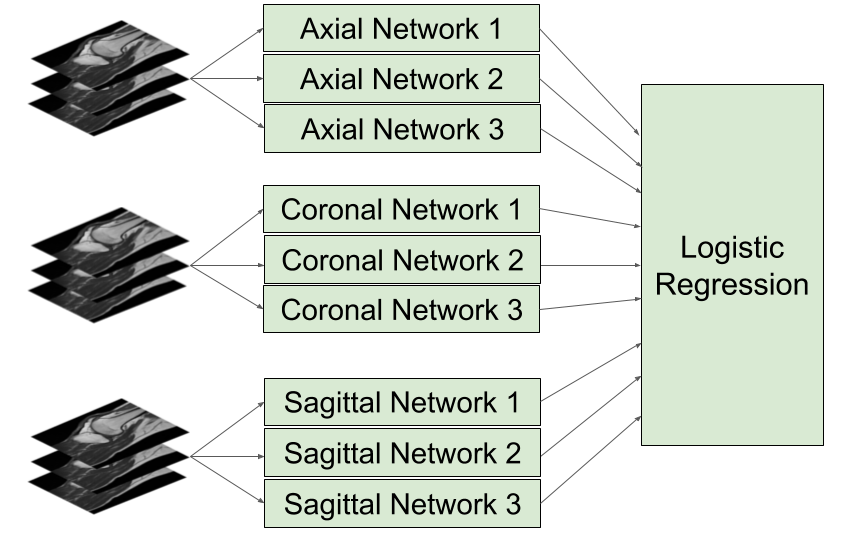 Axial Network 1
Axial Network 2
Axial Network 3
Coronal Network 1
Coronal Network 2
Coronal Network 3
Sagittal Network 1
Sagittal Network 2
Sagittal Network 3
Logistic
Regression